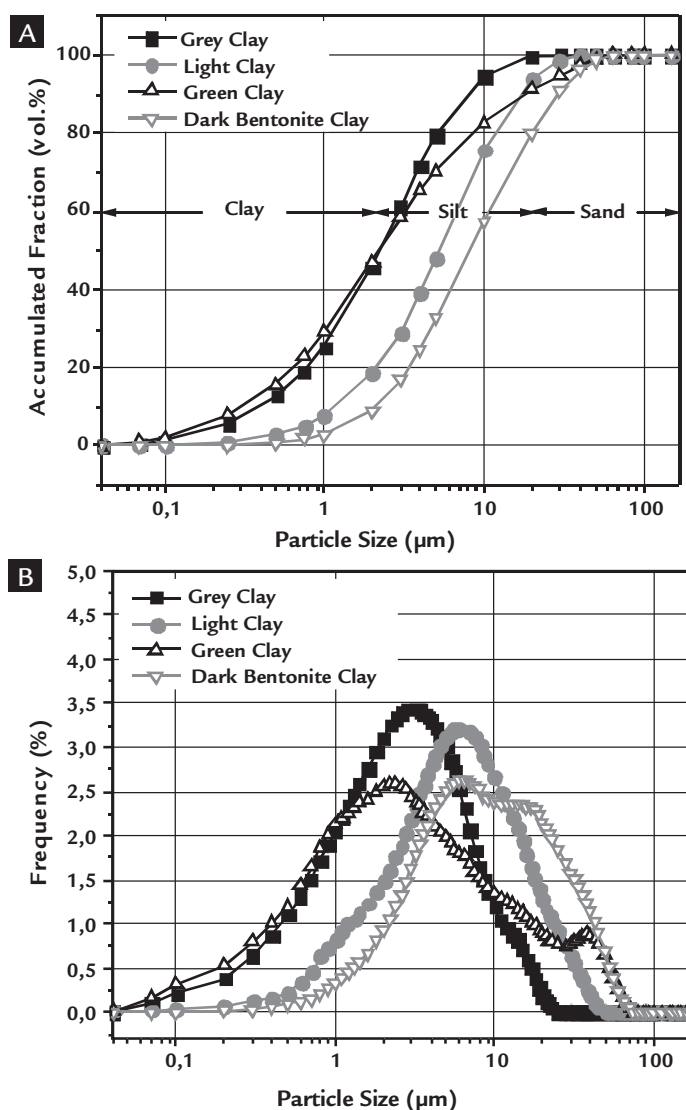 A
Grey Clay
Light Clay
Green Clay
Dark Bentonite Clay
Accumulated Fraction (vol.%)
100
80
60
40
20
0
Clay
Silt
Sand
0,1
1
10
100
Particle Size (µm)
B
Grey Clay
Light Clay
Green Clay
Dark Bentonite Clay
Frequency (%)
5,0
4,5
4,0
3,5
3,0
2,5
2,0
1,5
1,0
0,5
0,0
0,1
1
10
100
Particle Size (µm)